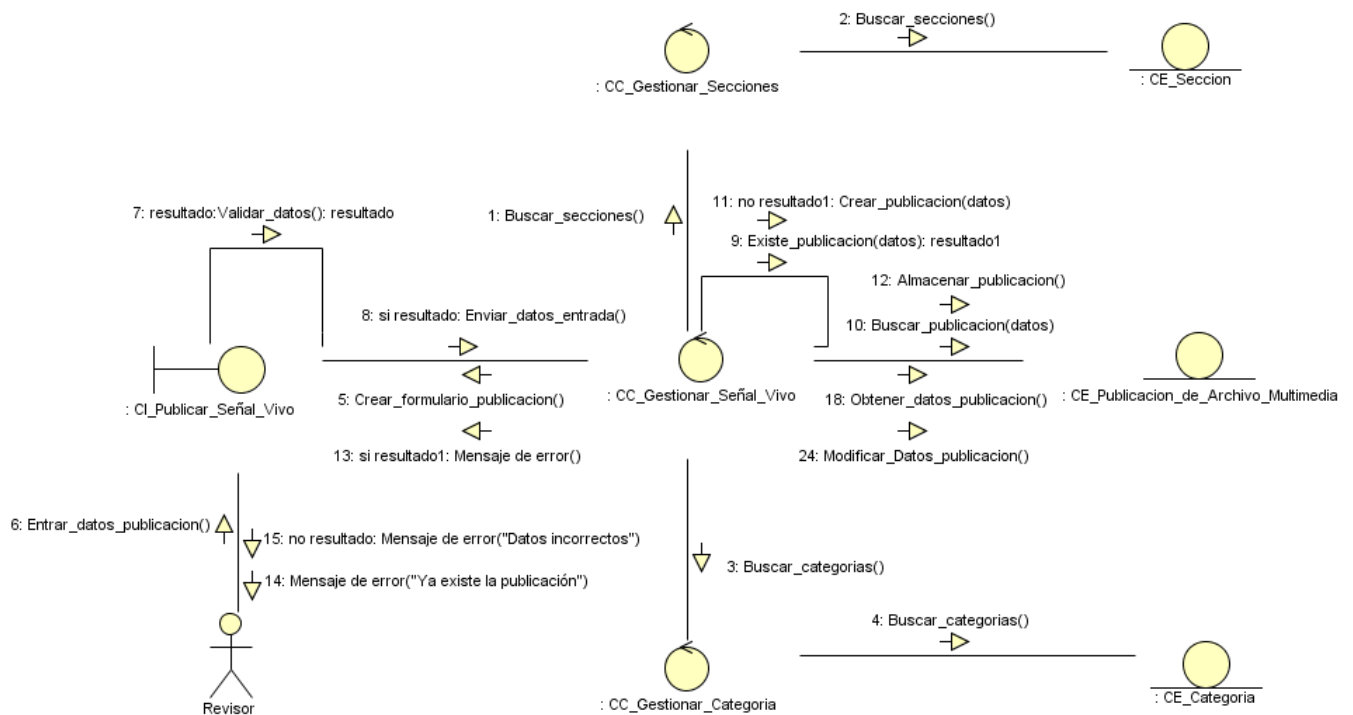 2: Buscar_secciones()
: CC_Gestionar_Secciones
: CE_Seccion
7: resultado:Validar_datos(): resultado
1: Buscar_secciones()
11: no resultado1: Crear_publicacion(datos)
9: Existe_publicacion(datos): resultado1
12: Almacenar_publicacion()
8: si resultado: Enviar_datos_entrada()
10: Buscar_publicacion(datos)
: CI_Publicar_Señal_Vivo
5: Crear_formulario_publicacion()
: CC_Gestionar_Señal_Vivo
18: Obtener_datos_publicacion()
: CE_Publicacion_de_Archivo_Multimedia
13: si resultado1: Mensaje de error()
24: Modificar_Datos_publicacion()
6: Entrar_datos_publicacion()
15: no resultado: Mensaje de error("Datos incorrectos")
14: Mensaje de error("Ya existe la publicación")
3: Buscar_categorias()
4: Buscar_categorias()
Revisor
: CC_Gestionar_Categoria
: CE_Categoria